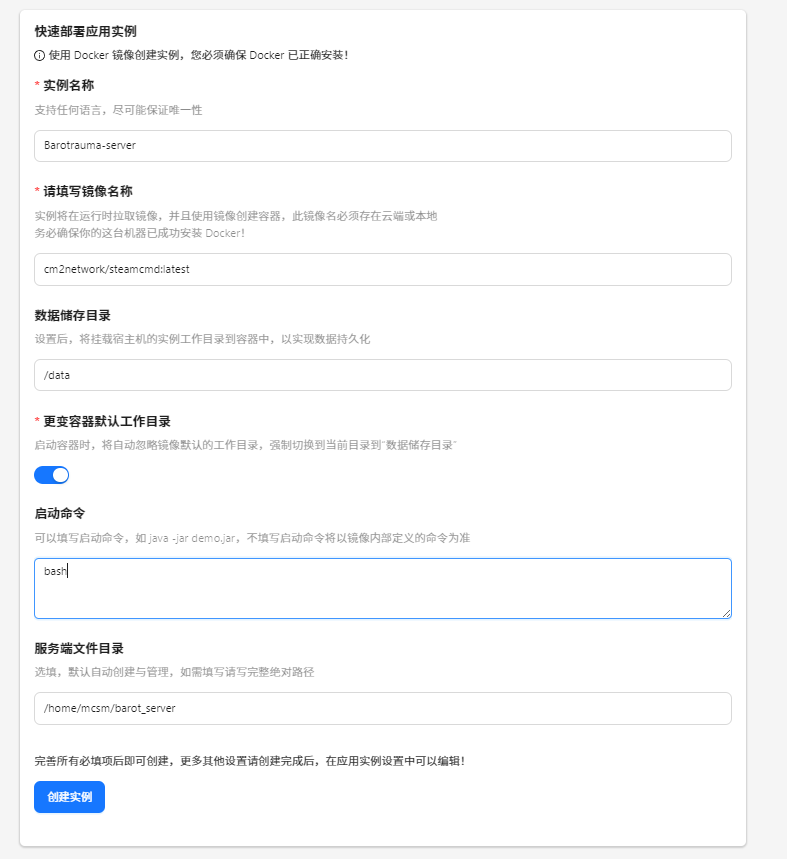 快速部署应用实例
使用 Docker 镜像创建实例，您必须确保 Docker 已正确安装！
* 实例名称
支持任何语言，尽可能保证唯一性
Barotrauma-server
* 请填写镜像名称
实例将在运行时拉取镜像，并且使用镜像创建容器，此镜像名必须存在云端或本地
务必确保你的这台机器已成功安装 Docker！
cm2network/steamcmd:latest
数据储存目录
设置后，将挂载宿主机的实例工作目录到容器中，以实现数据持久化
/data
* 更变容器默认工作目录
启动容器时，将自动忽略镜像默认的工作目录，强制切换到当前目录到“数据储存目录”
启动命令
可以填写启动命令，如 java -jar demo.jar，不填写启动命令将以镜像内部定义的命令为准
bash
服务端文件目录
选填，默认自动创建与管理，如需填写请写完整绝对路径
/home/mcsm/barot_server
完善所有必填项后即可创建，更多其他设置请创建完成后，在应用实例设置中可以编辑！
创建实例